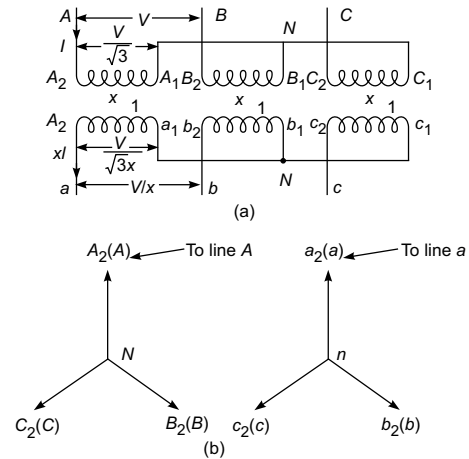 A V B N C
I V/√3
A2 A1 B2 B1 C2 C1
x 1 x 1 x 1
A2 a1 b2 b1 c2 c1
xI V/√3x
a V/x b N c
(a)
A2(A) To line A a2(a) To line a
N n
C2(C) B2(B) c2(c) b2(b)
(b)